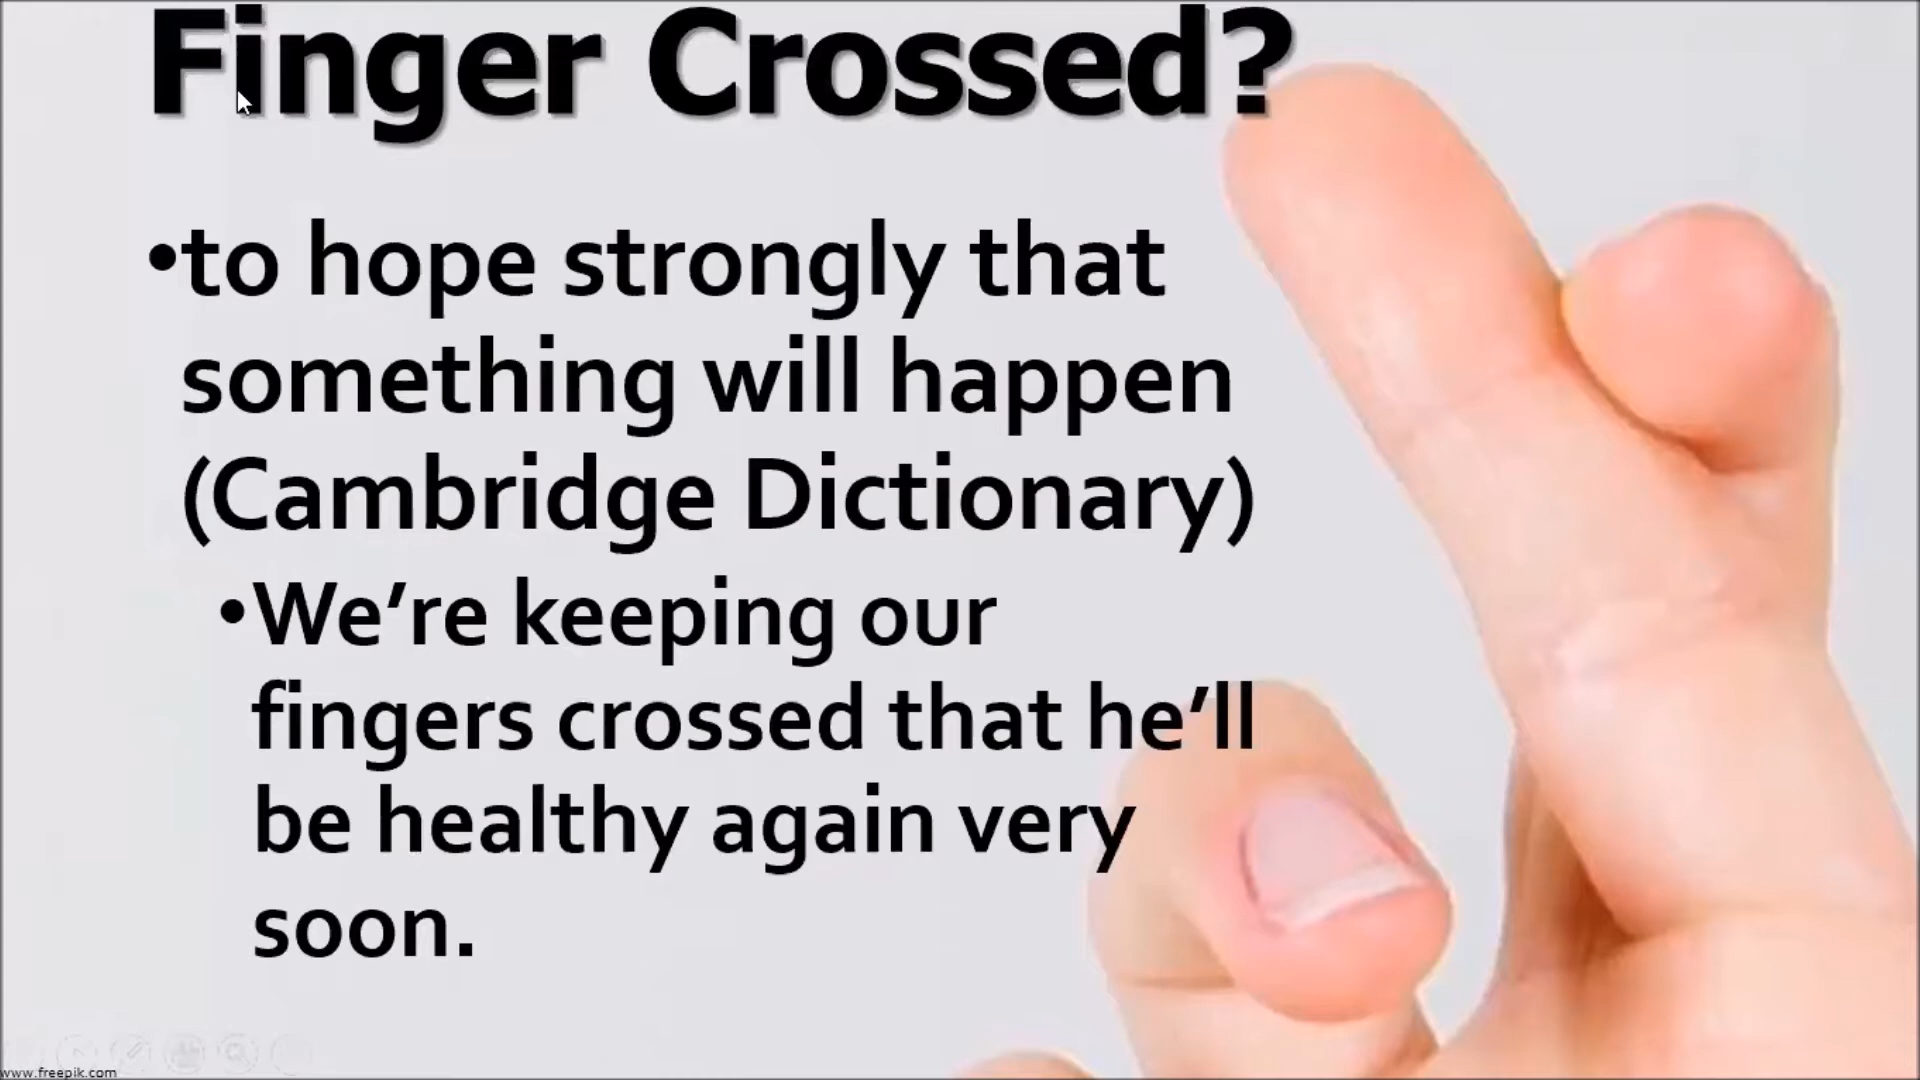 Finger Crossed?
•to hope strongly that
something will happen
(Cambridge Dictionary)
•We’re keeping our
fingers crossed that he’ll
be healthy again very
soon.
www.freepik.com